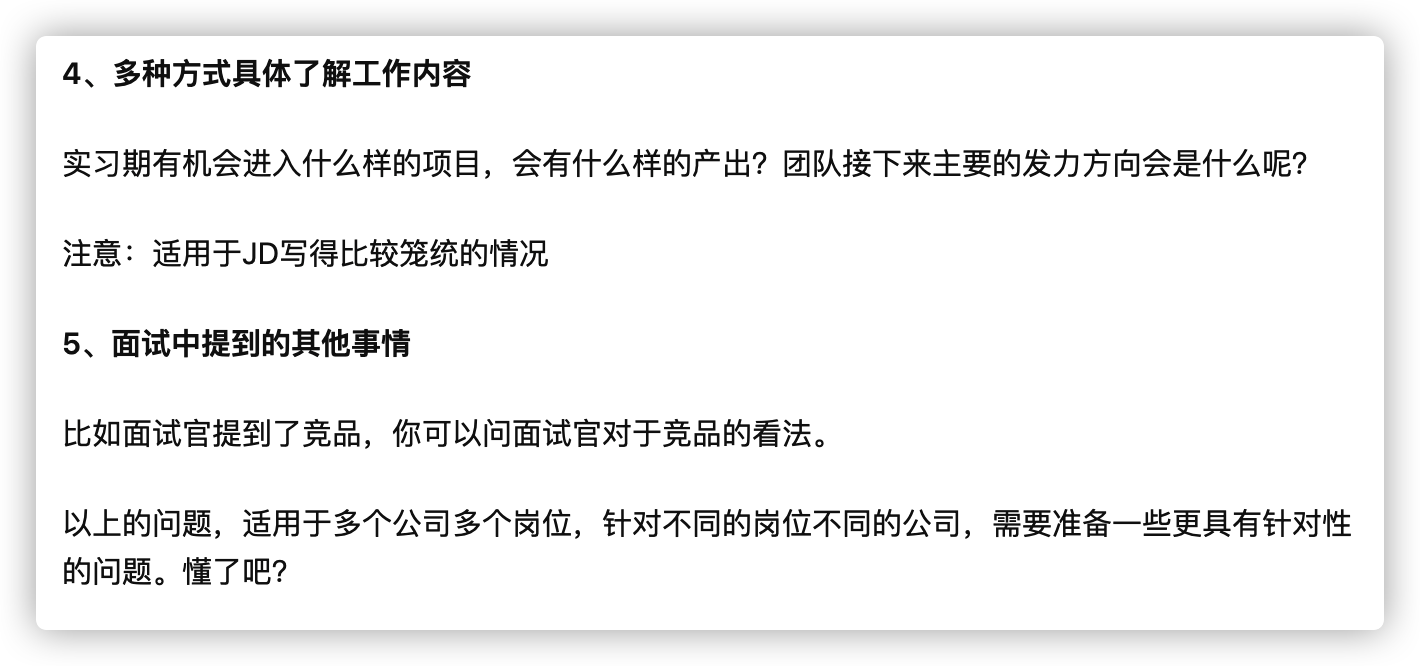 4、多种方式具体了解工作内容
实习期有机会进入什么样的项目，会有什么样的产出？团队接下来主要的发力方向会是什么呢？
注意：适用于JD写得比较笼统的情况
5、面试中提到的其他事情
比如面试官提到了竞品，你可以问面试官对于竞品的看法。
以上的问题，适用于多个公司多个岗位，针对不同的岗位不同的公司，需要准备一些更具有针对性
的问题。懂了吧？